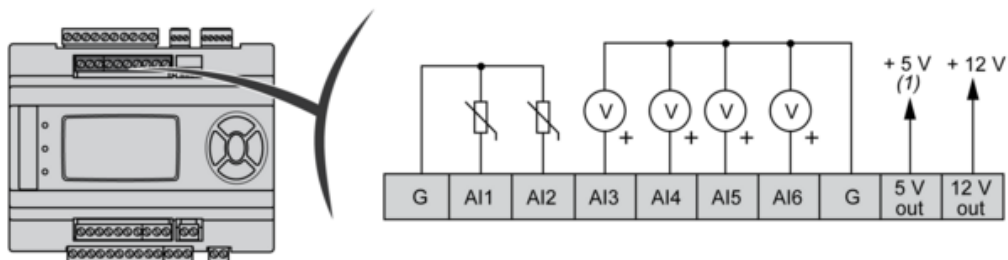 + 5 V + 12 V
(1)
V V V V
+ + + +
G AI1 AI2 AI3 AI4 AI5 AI6 G 5 V out 12 V out